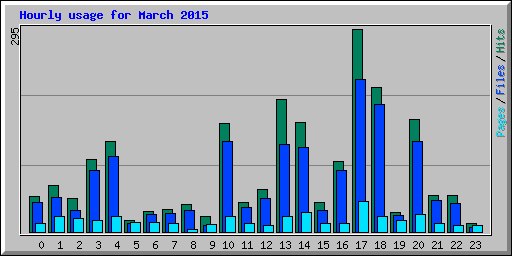 Hourly usage for March 2015
295
Pages/Files/Hits
0 1 2 3 4 5 6 7 8 9 10 11 12 13 14 15 16 17 18 19 20 21 22 23